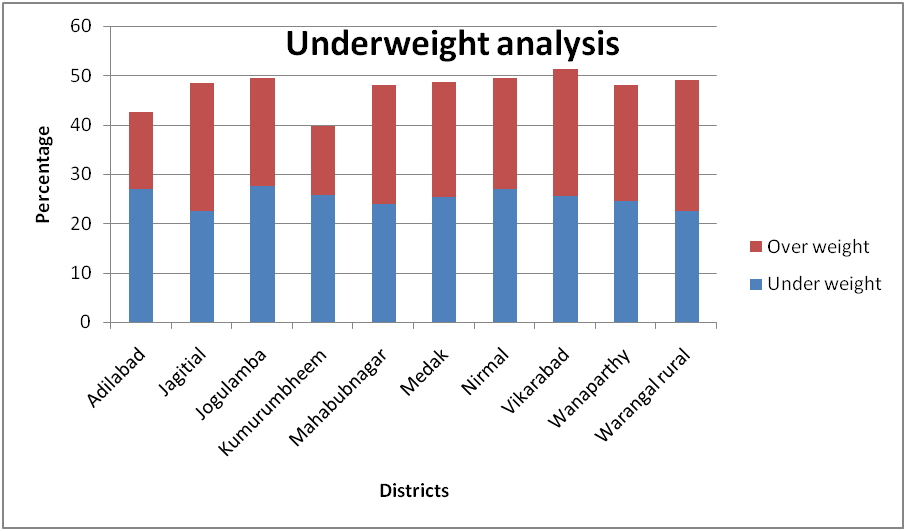 Underweight analysis
60
50
40
30
20
10
0
Percentage
Adilabad
Jagitial
Jogulamba
Kumurumbheem
Mahabubnagar
Medak
Nirmal
Vikarabad
Wanaparthy
Warangal rural
Districts
Over weight
Under weight